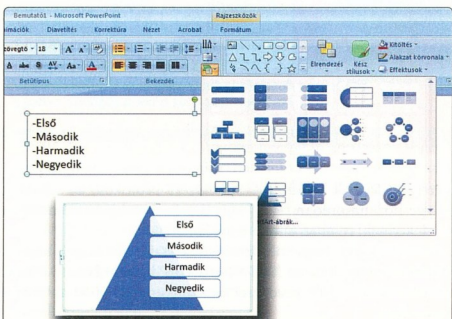 Bemutató1 - Microsoft PowerPoint
Rajzeszközök
imációk Diavetítés Korrektúra Nézet Acrobat Formátum
zövegtö 18
Elrendezés
Kész stílusok
Kitöltés
Alakzat körvonala
Effektusok
Betűtípus
Bekezdés
-Első
-Második
-Harmadik
-Negyedik
Art-ábrák...
Első
Második
Harmadik
Negyedik